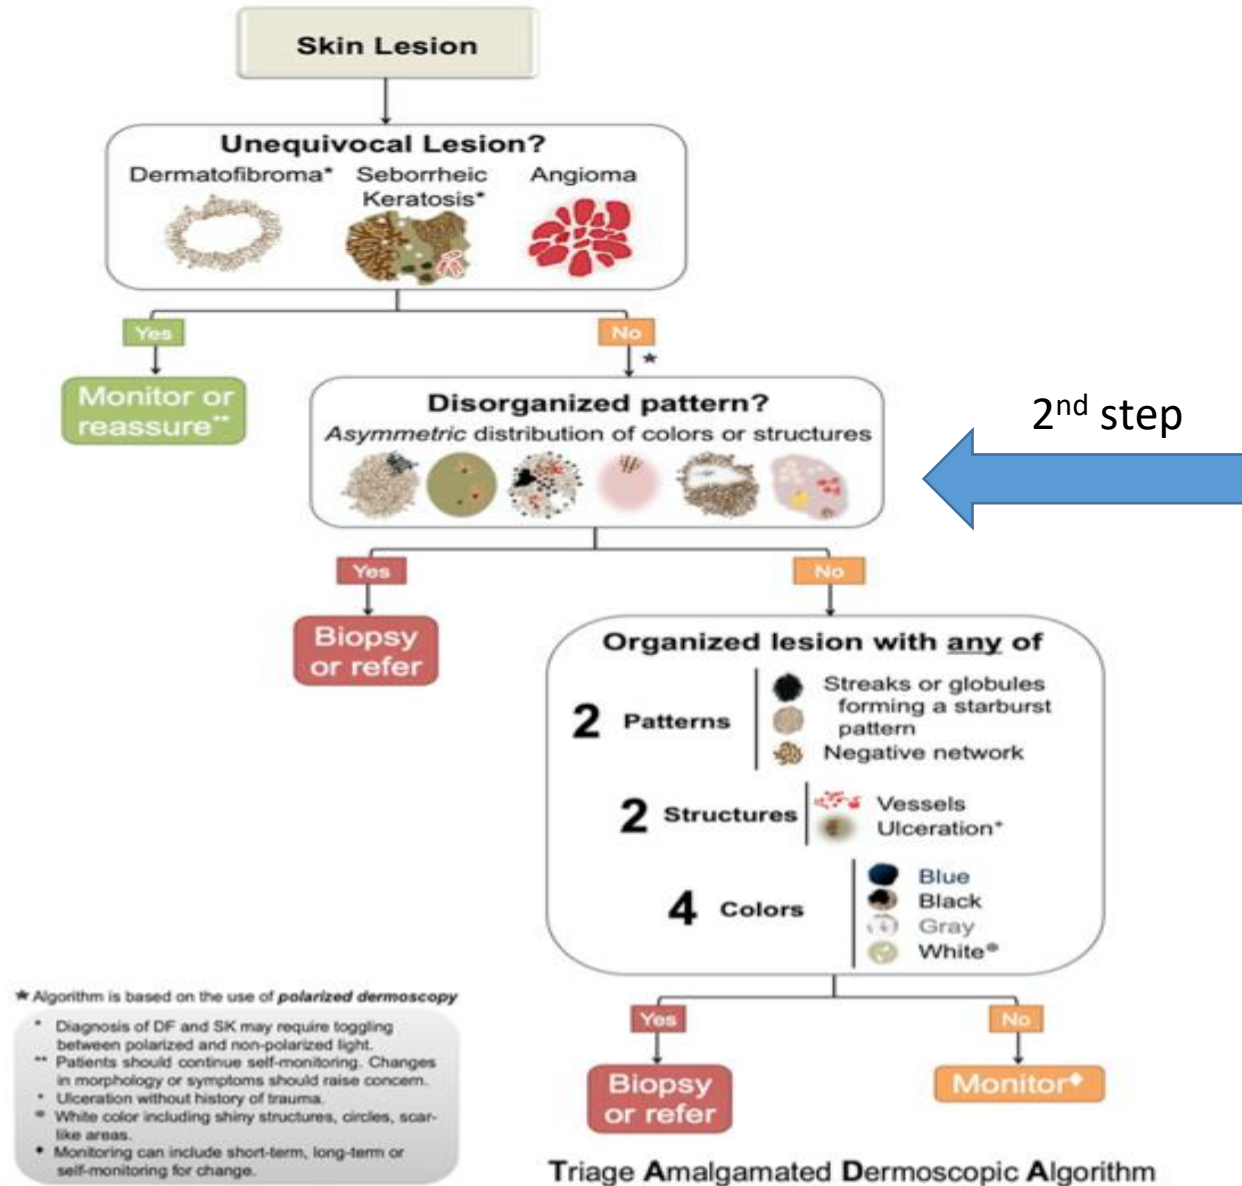 Skin Lesion
Unequivocal Lesion?
Dermatofibroma*
Seborrheic
Keratosis*
Angioma
Yes
No
★
Monitor or
reassure**
Disorganized pattern?
Asymmetric distribution of colors or structures
2nd step
Yes
No
Biopsy
or refer
Organized lesion with any of
2 Patterns
Streaks or globules
forming a starburst
pattern
Negative network
2 Structures
Vessels
Ulceration+
4 Colors
Blue
Black
Gray
White⊕
Yes
No
Biopsy
or refer
Monitor◆
★ Algorithm is based on the use of polarized dermoscopy
* Diagnosis of DF and SK may require toggling
between polarized and non-polarized light.
** Patients should continue self-monitoring. Changes
in morphology or symptoms should raise concern.
+ Ulceration without history of trauma.
⊕ White color including shiny structures, circles, scar-
like areas.
◆ Monitoring can include short-term, long-term or
self-monitoring for change.
Triage Amalgamated Dermoscopic Algorithm